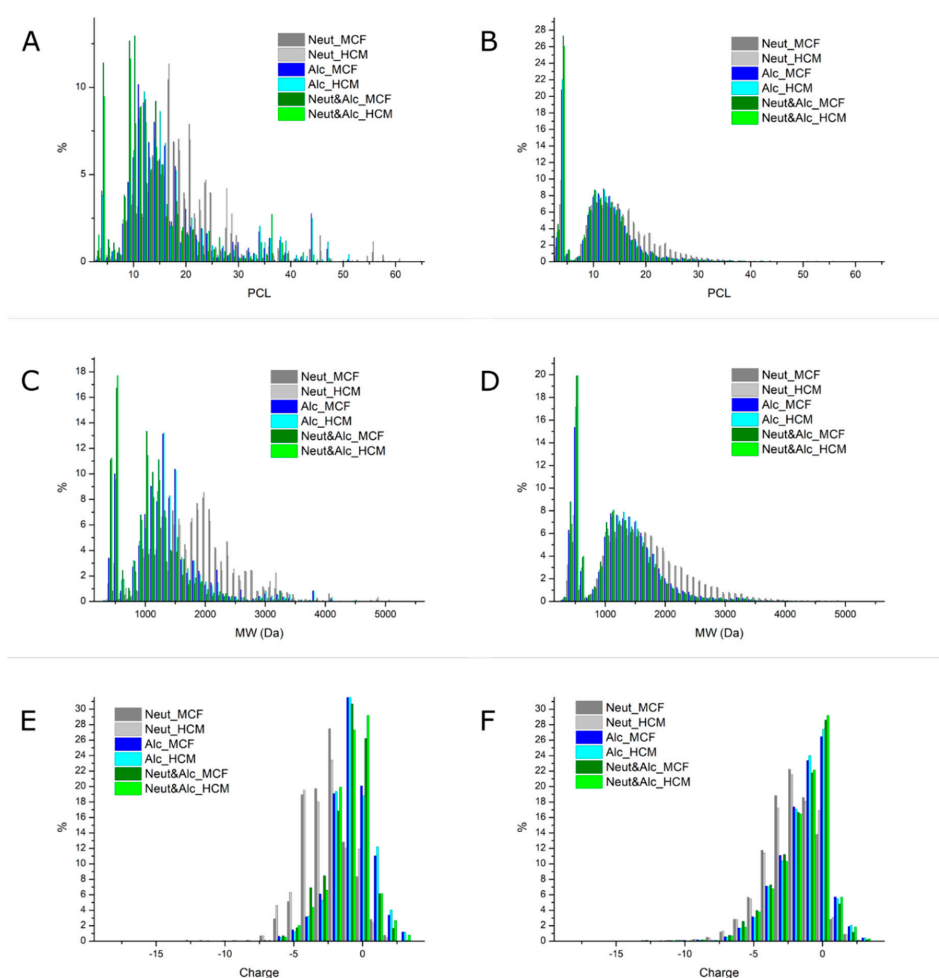 A
Neut_MCF
Neut_HCM
Alc_MCF
Alc_HCM
Neut&Alc_MCF
Neut&Alc_HCM
%
10
5
0
10 20 30 40 50 60
PCL
B
Neut_MCF
Neut_HCM
Alc_MCF
Alc_HCM
Neut&Alc_MCF
Neut&Alc_HCM
%
28
26
24
22
20
18
16
14
12
10
8
6
4
2
0
10 20 30 40 50 60
PCL
C
Neut_MCF
Neut_HCM
Alc_MCF
Alc_HCM
Neut&Alc_MCF
Neut&Alc_HCM
%
18
16
14
12
10
8
6
4
2
0
1000 2000 3000 4000 5000
MW (Da)
D
Neut_MCF
Neut_HCM
Alc_MCF
Alc_HCM
Neut&Alc_MCF
Neut&Alc_HCM
%
20
18
16
14
12
10
8
6
4
2
0
1000 2000 3000 4000 5000
MW (Da)
E
Neut_MCF
Neut_HCM
Alc_MCF
Alc_HCM
Neut&Alc_MCF
Neut&Alc_HCM
%
30
28
26
24
22
20
18
16
14
12
10
8
6
4
2
0
-15 -10 -5 0
Charge
F
Neut_MCF
Neut_HCM
Alc_MCF
Alc_HCM
Neut&Alc_MCF
Neut&Alc_HCM
%
30
28
26
24
22
20
18
16
14
12
10
8
6
4
2
0
-15 -10 -5 0
Charge